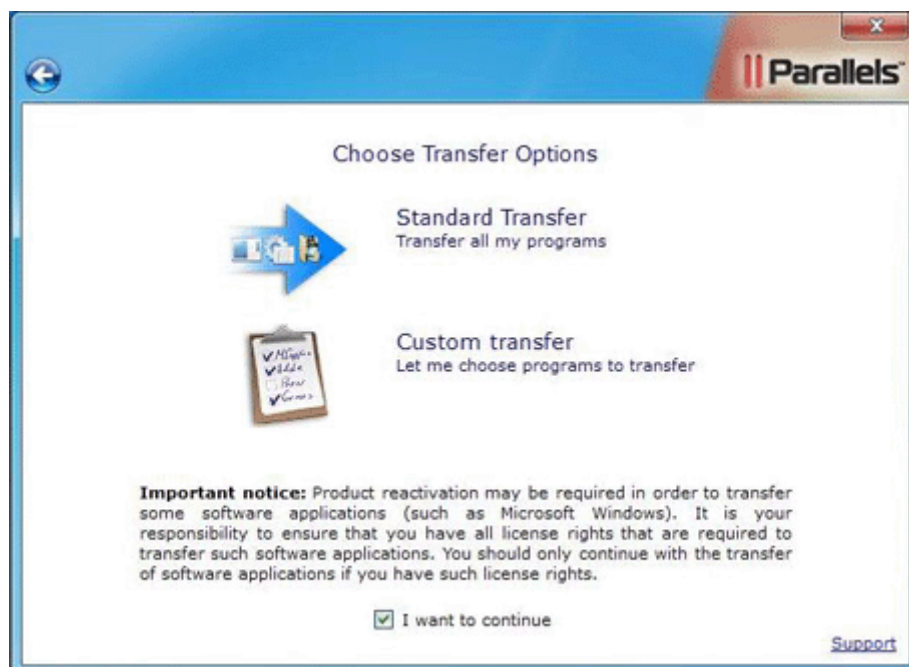 Parallels™
Choose Transfer Options
Standard Transfer
Transfer all my programs
Custom transfer
Let me choose programs to transfer
Important notice: Product reactivation may be required in order to transfer
some software applications (such as Microsoft Windows). It is your
responsibility to ensure that you have all license rights that are required to
transfer such software applications. You should only continue with the transfer
of software applications if you have such license rights.
I want to continue
Support